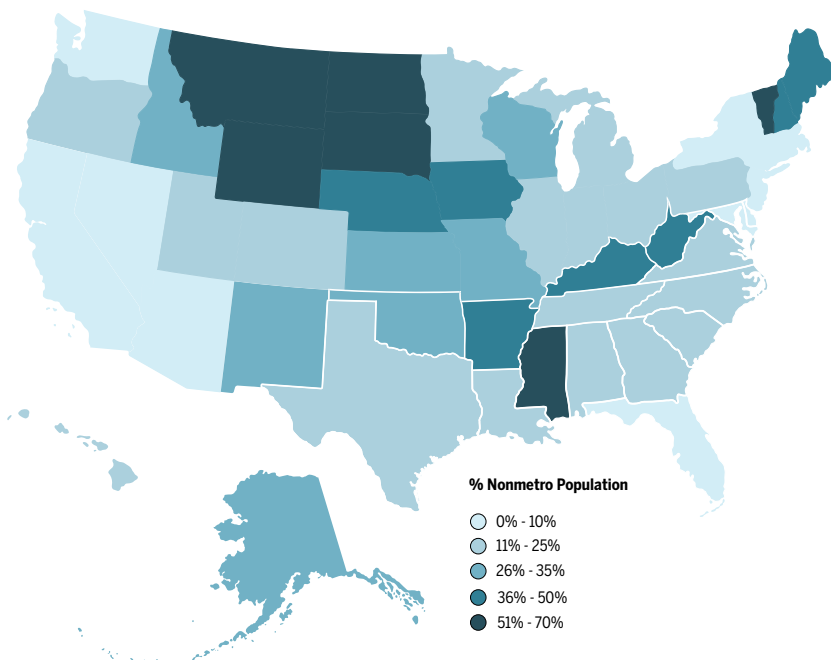 % Nonmetro Population
0% - 10%
11% - 25%
26% - 35%
36% - 50%
51% - 70%